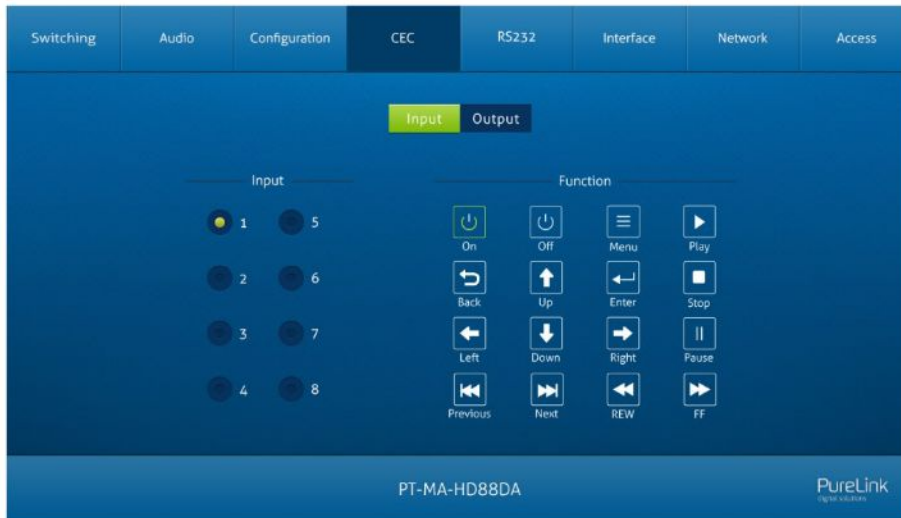 Switching Audio Configuration CEC RS232 Interface Network Access
Input Output
Input Function
1 5
On Off Menu Play
2 6
Back Up Enter Stop
3 7
Left Down Right Pause
4 8
Previous Next REW FF
PT-MA-HD88DA
PureLink
digital solutions